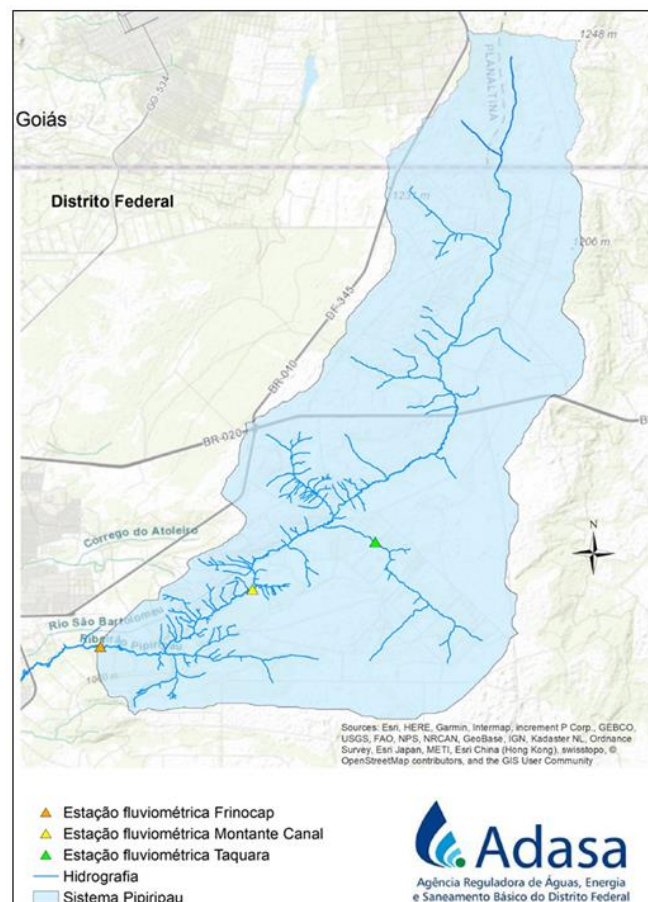 1248 m
PLANALTINA
GO-534
Goiás
Distrito Federal
1206 m
DF-345
BR-010
BR-020
B
Corrego do Atoleiro
N
Rio São Bartolomeu
Ribeirão Pipiripau
Sources: Esri, HERE, Garmin, Intermap, increment P Corp., GEBCO,
USGS, FAO, NPS, NRCAN, GeoBase, IGN, Kadaster NL, Ordnance
Survey, Esri Japan, METI, Esri China (Hong Kong), swisstopo, ©
OpenStreetMap contributors, and the GIS User Community
Estação fluviométrica Frinocap
Estação fluviométrica Montante Canal
Estação fluviométrica Taquara
Hidrografia
Sistema Pipiripau
Adasa
Agência Reguladora de Águas, Energia
e Saneamento Básico do Distrito Federal